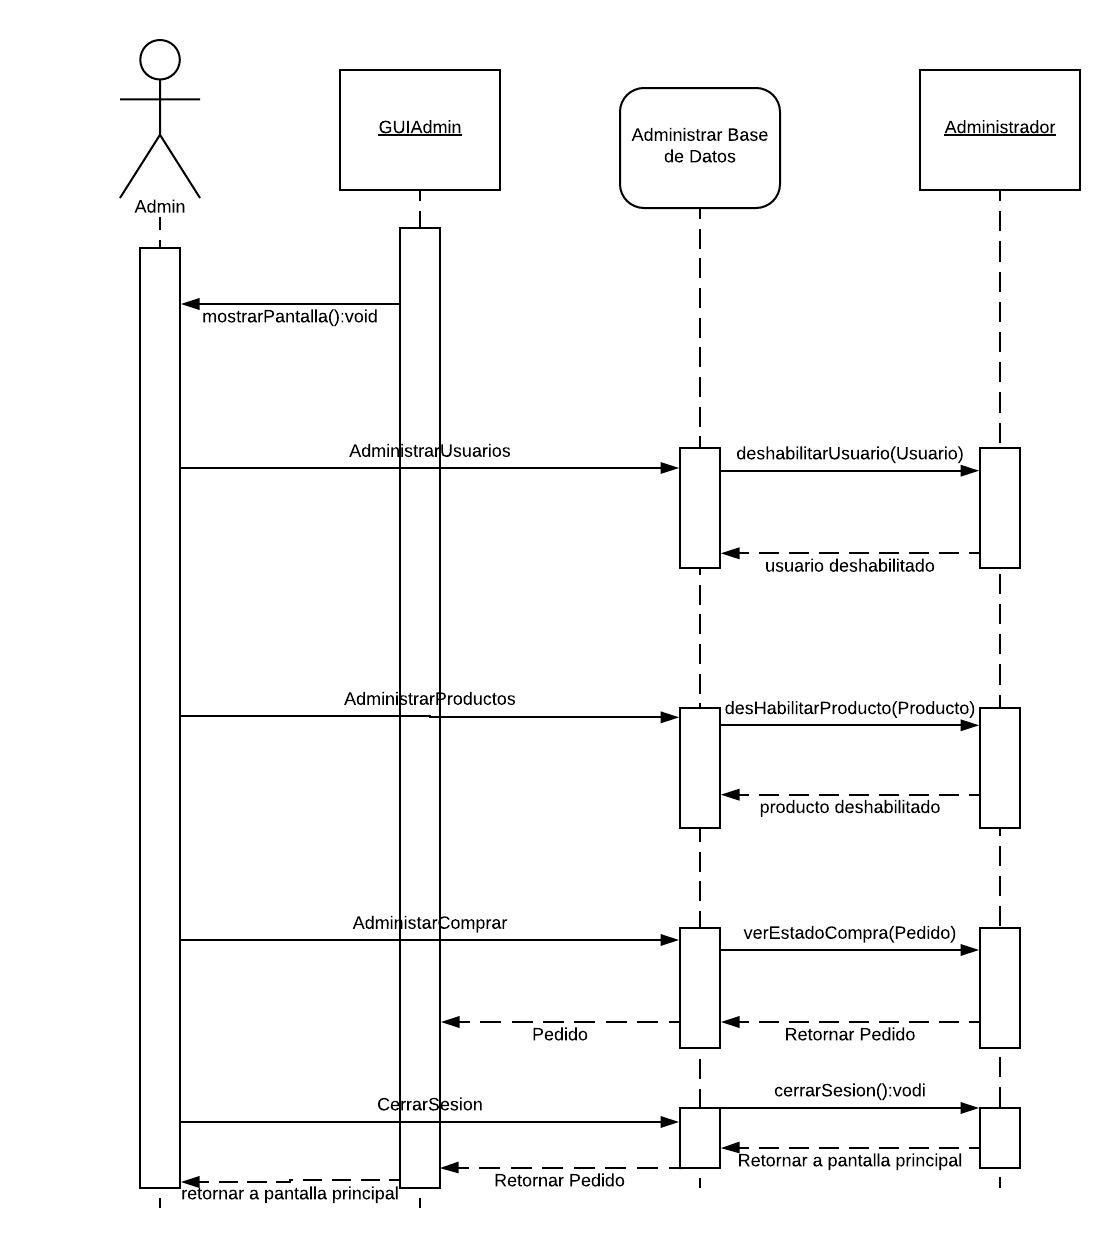 Admin
GUIAdmin
Administrar Base
de Datos
Administrador
mostrarPantalla():void
AdministrarUsuarios
deshabilitarUsuario(Usuario)
usuario deshabilitado
AdministrarProductos
desHabilitarProducto(Producto)
producto deshabilitado
AdministarComprar
verEstadoCompra(Pedido)
Pedido
Retornar Pedido
CerrarSesion
cerrarSesion():vodi
Retornar a pantalla principal
Retornar Pedido
retornar a pantalla principal